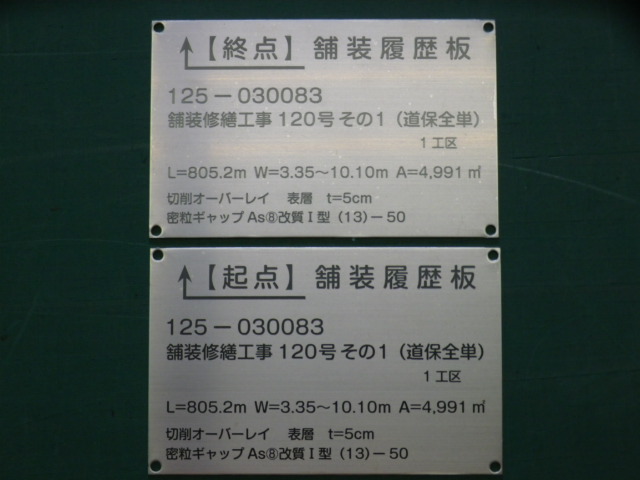 【終点】舗装履歴板
125-030083
舗装修繕工事120号その1（道保全単）
1工区
L=805.2m W=3.35～10.10m A=4,991㎡
切削オーバーレイ 表層 t=5cm
密粒ギャップAs⑧改質Ⅰ型（13）-50
【起点】舗装履歴板
125-030083
舗装修繕工事120号その1（道保全単）
1工区
L=805.2m W=3.35～10.10m A=4,991㎡
切削オーバーレイ 表層 t=5cm
密粒ギャップAs⑧改質Ⅰ型（13）-50